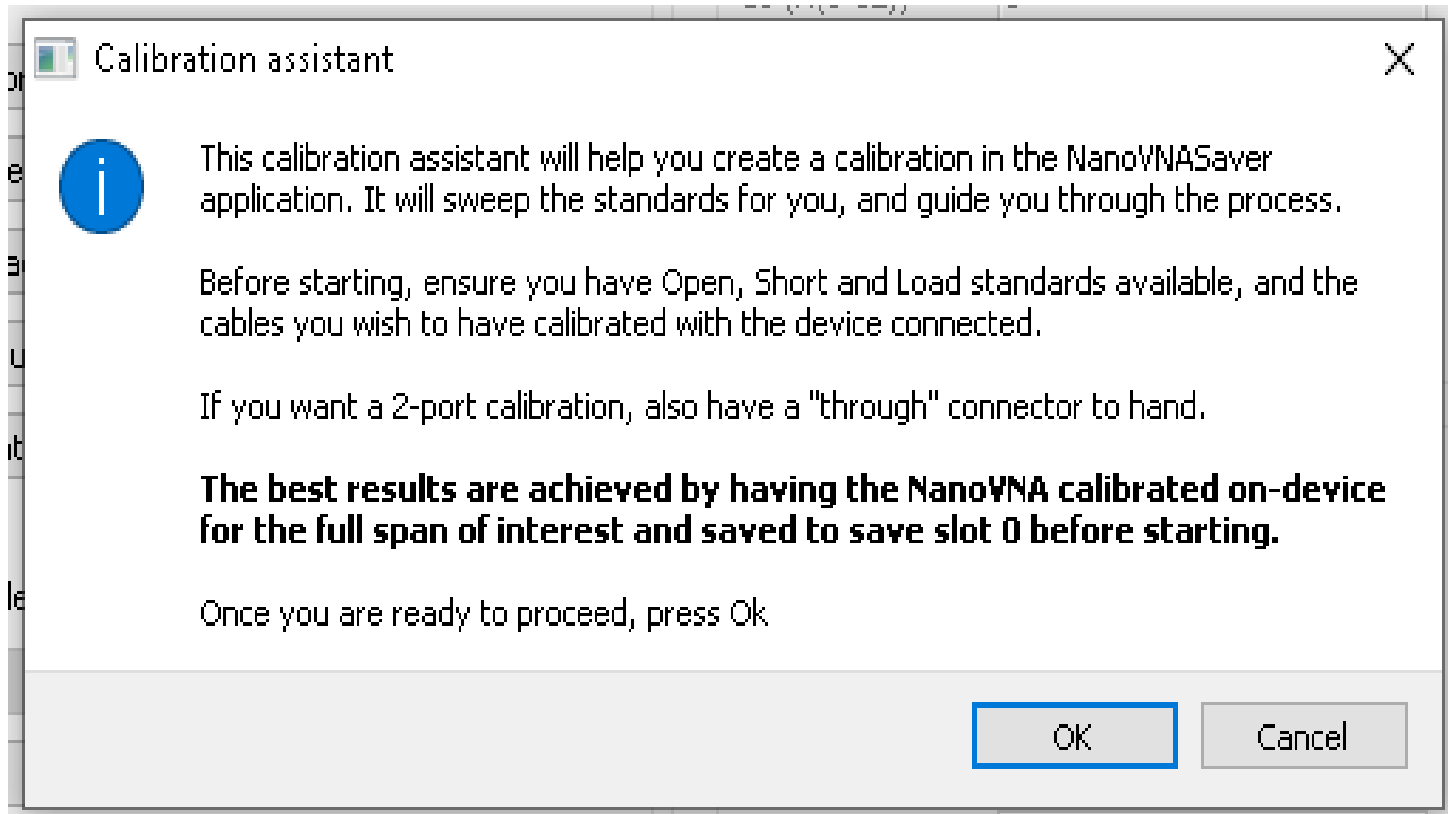 Calibration assistant
This calibration assistant will help you create a calibration in the NanoVNASaver
application. It will sweep the standards for you, and guide you through the process.
Before starting, ensure you have Open, Short and Load standards available, and the
cables you wish to have calibrated with the device connected.
If you want a 2-port calibration, also have a "through" connector to hand.
The best results are achieved by having the NanoVNA calibrated on-device
for the full span of interest and saved to save slot 0 before starting.
Once you are ready to proceed, press Ok
OK
Cancel